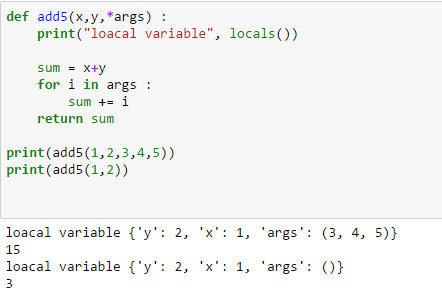 def add5(x,y,*args) :
    print("loacal variable", locals())

    sum = x+y
    for i in args :
        sum += i
    return sum

print(add5(1,2,3,4,5))
print(add5(1,2))

loacal variable {'y': 2, 'x': 1, 'args': (3, 4, 5)}
15
loacal variable {'y': 2, 'x': 1, 'args': ()}
3